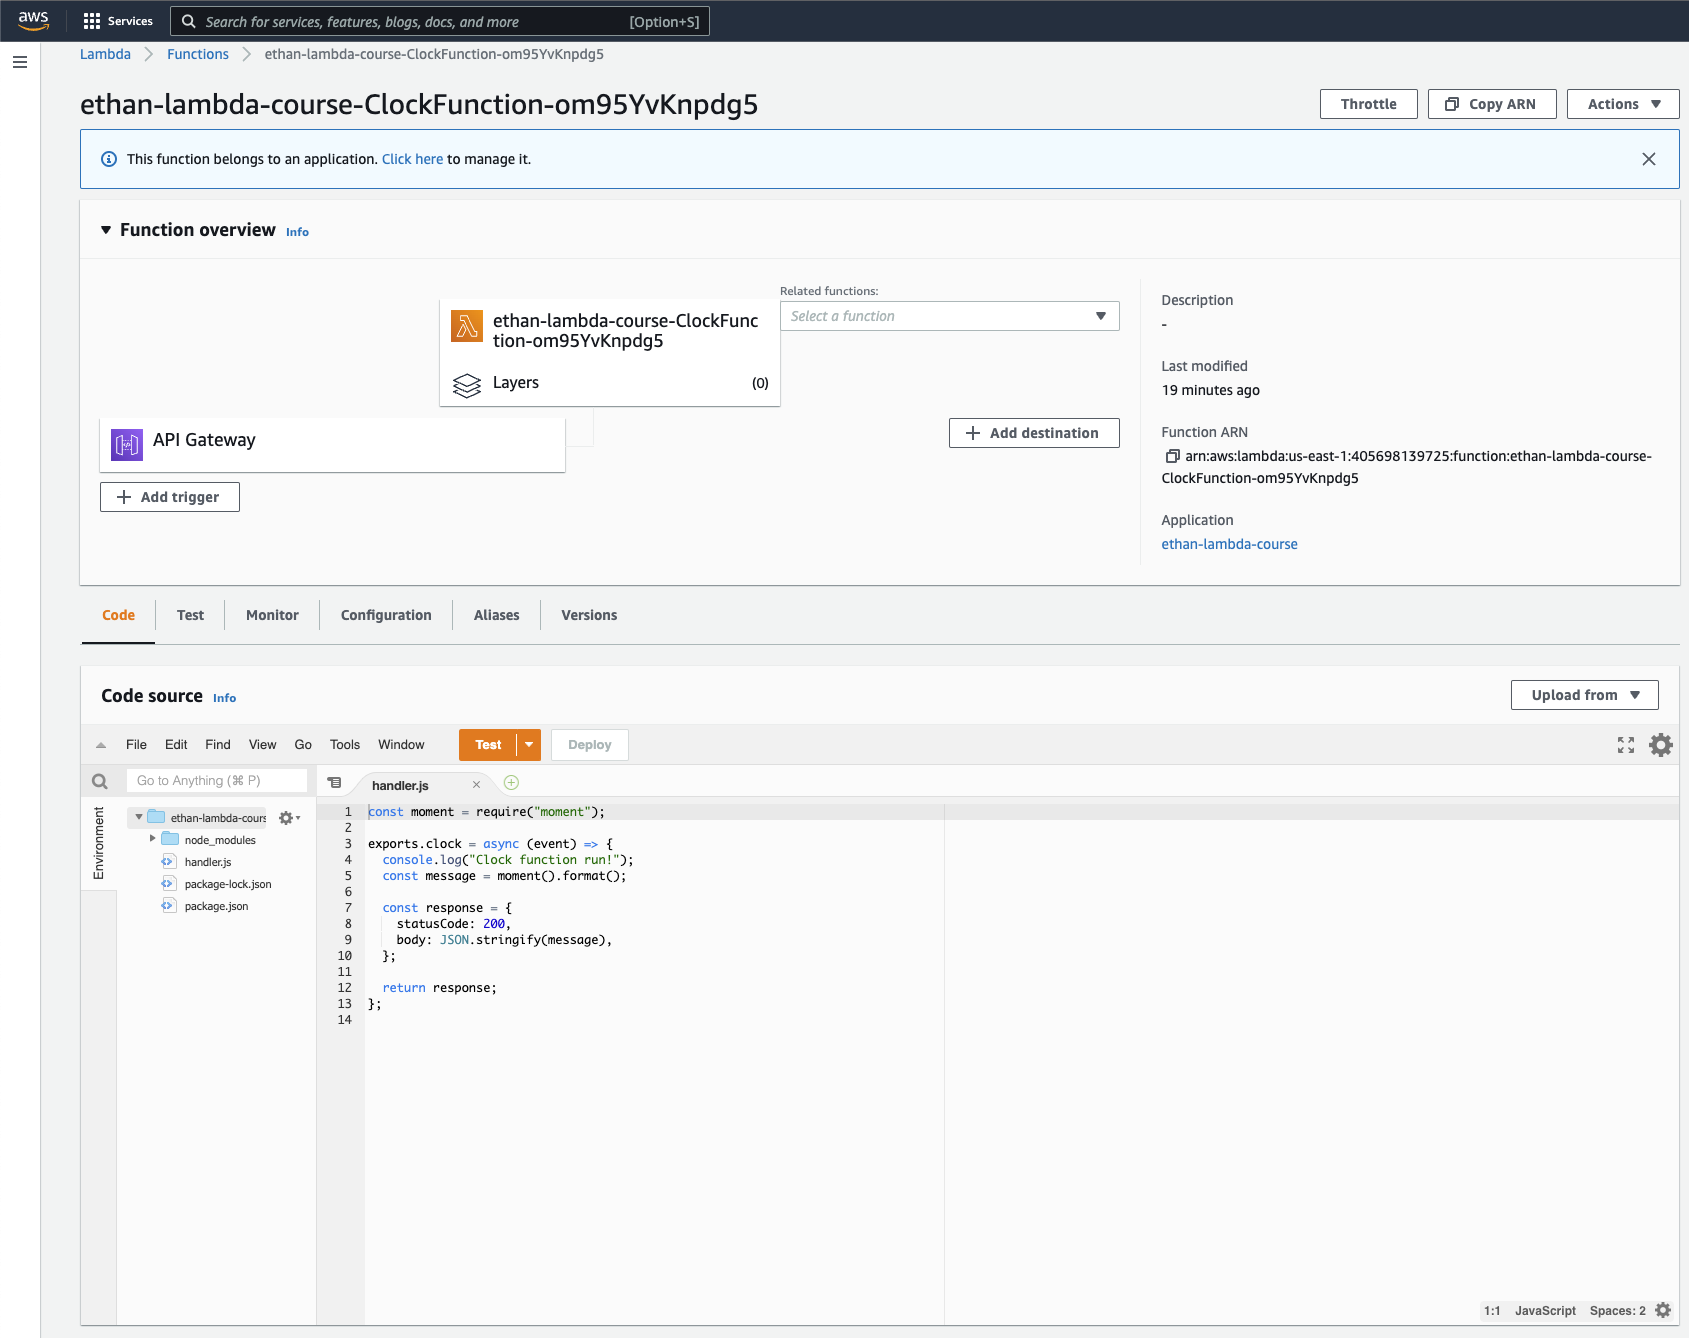 aws
Services
Search for services, features, blogs, docs, and more
[Option+S]
Lambda
Functions
ethan-lambda-course-ClockFunction-om95YvKnpdg5
ethan-lambda-course-ClockFunction-om95YvKnpdg5
Throttle
Copy ARN
Actions
This function belongs to an application. Click here to manage it.
Function overview Info
ethan-lambda-course-ClockFunc
tion-om95YvKnpdg5
Layers (0)
Related functions:
Select a function
API Gateway
Add trigger
Add destination
Description
-
Last modified
19 minutes ago
Function ARN
arn:aws:lambda:us-east-1:405698139725:function:ethan-lambda-course-
ClockFunction-om95YvKnpdg5
Application
ethan-lambda-course
Code
Test
Monitor
Configuration
Aliases
Versions
Code source Info
Upload from
File Edit Find View Go Tools Window
Test
Deploy
Go to Anything (⌘ P)
Environment
ethan-lambda-cours
node_modules
handler.js
package-lock.json
package.json
handler.js
1 const moment = require("moment");
2
3 exports.clock = async (event) => {
4 console.log("Clock function run!");
5 const message = moment().format();
6
7 const response = {
8 statusCode: 200,
9 body: JSON.stringify(message),
10 };
11
12 return response;
13 };
14
1:1 JavaScript Spaces: 2